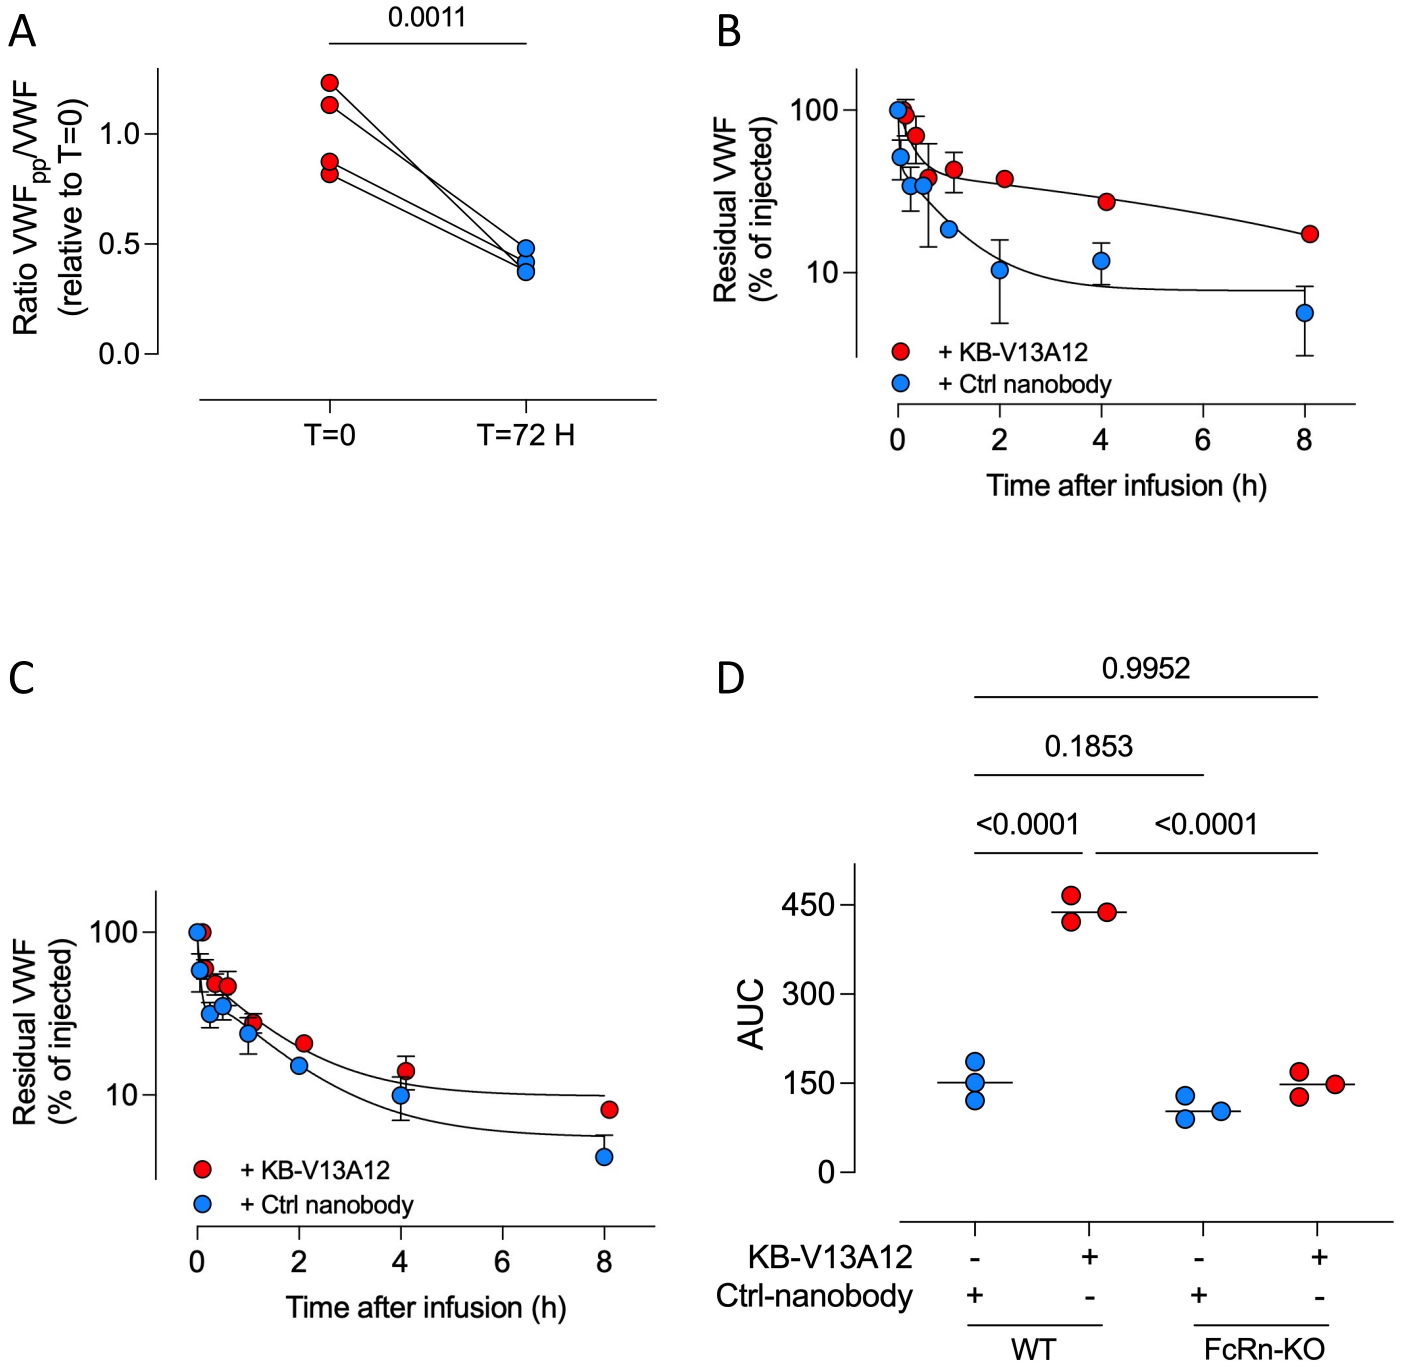 A
0.0011
Ratio VWFpp/VWF
(relative to T=0)
1.0
0.5
0.0
T=0
T=72 H
B
Residual VWF
(% of injected)
100
10
+ KB-V13A12
+ Ctrl nanobody
0 2 4 6 8
Time after infusion (h)
C
Residual VWF
(% of injected)
100
10
+ KB-V13A12
+ Ctrl nanobody
0 2 4 6 8
Time after infusion (h)
D
0.9952
0.1853
<0.0001 <0.0001
AUC
450
300
150
0
KB-V13A12 - + - +
Ctrl-nanobody + - + -
WT FcRn-KO